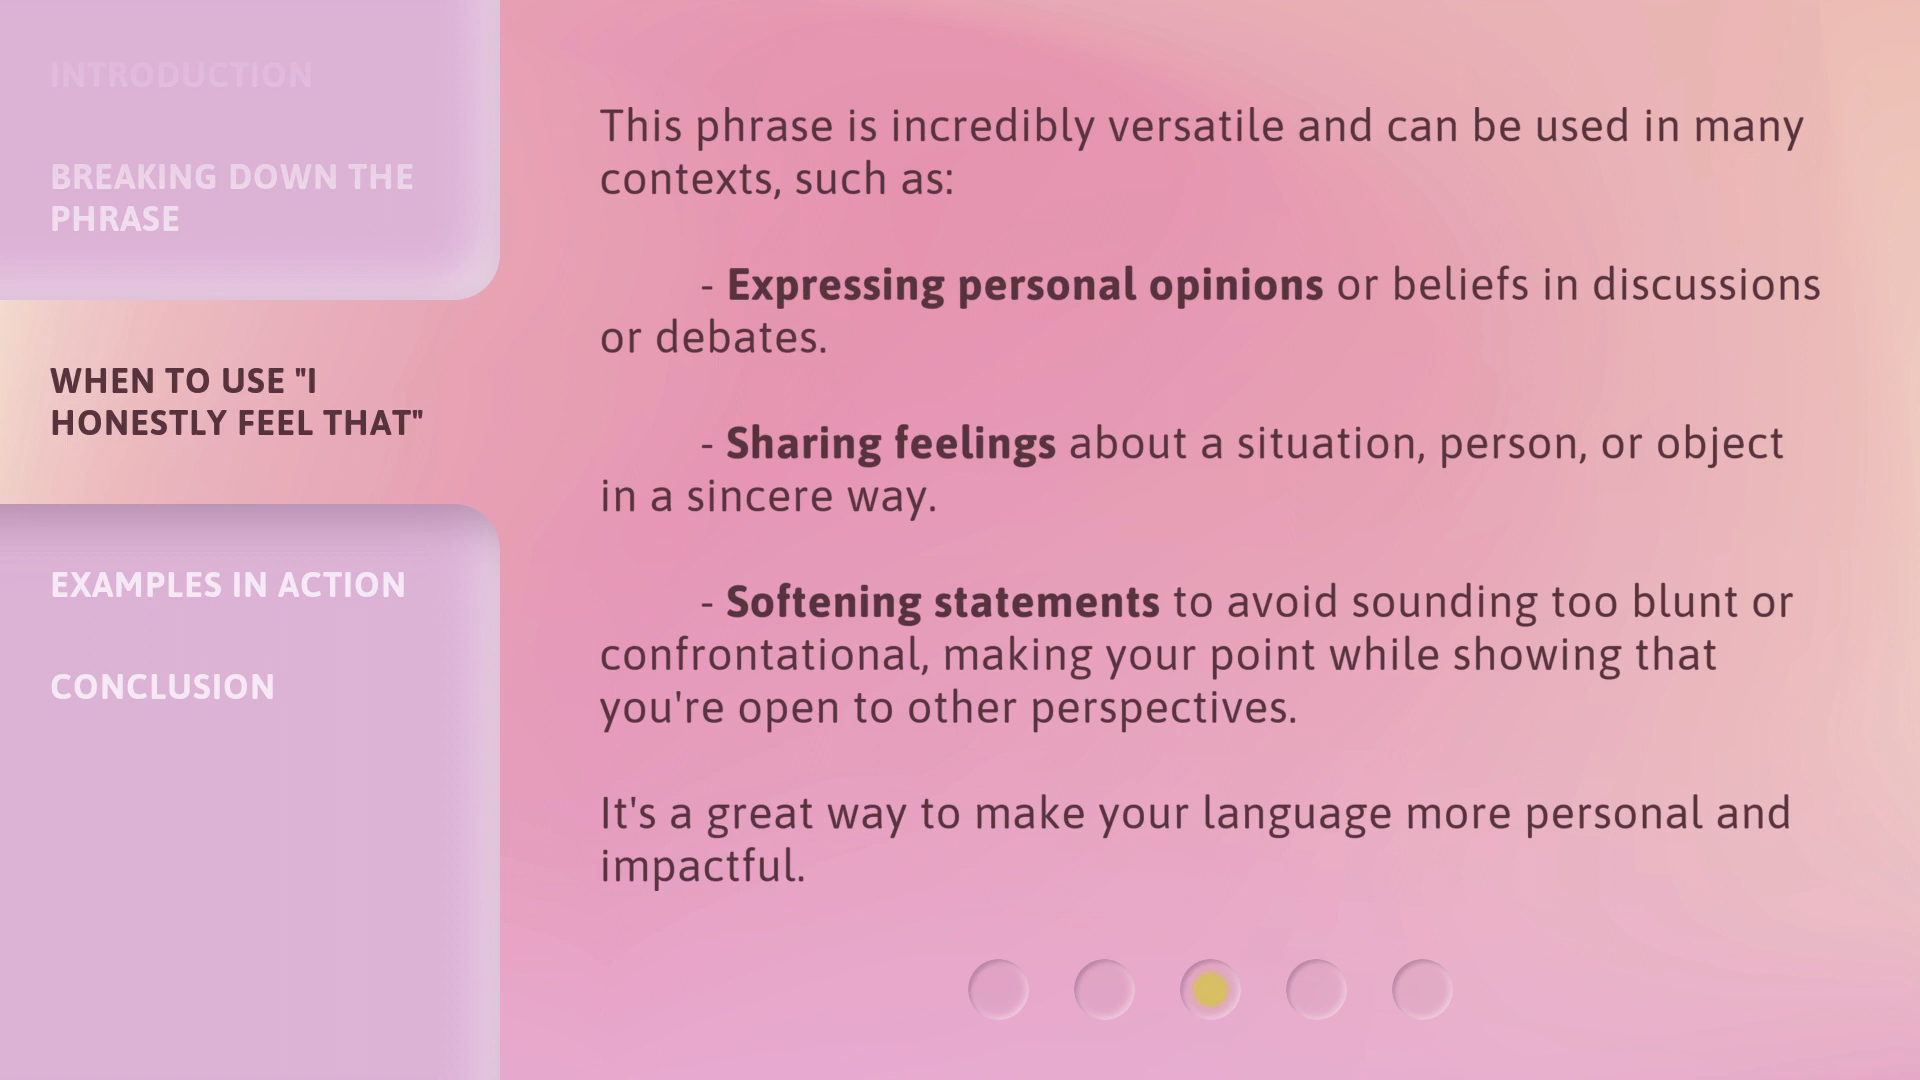 INTRODUCTION
BREAKING DOWN THE
PHRASE
WHEN TO USE "I
HONESTLY FEEL THAT"
EXAMPLES IN ACTION
CONCLUSION
This phrase is incredibly versatile and can be used in many
contexts, such as:
- Expressing personal opinions or beliefs in discussions
or debates.
- Sharing feelings about a situation, person, or object
in a sincere way.
- Softening statements to avoid sounding too blunt or
confrontational, making your point while showing that
you're open to other perspectives.
It's a great way to make your language more personal and
impactful.